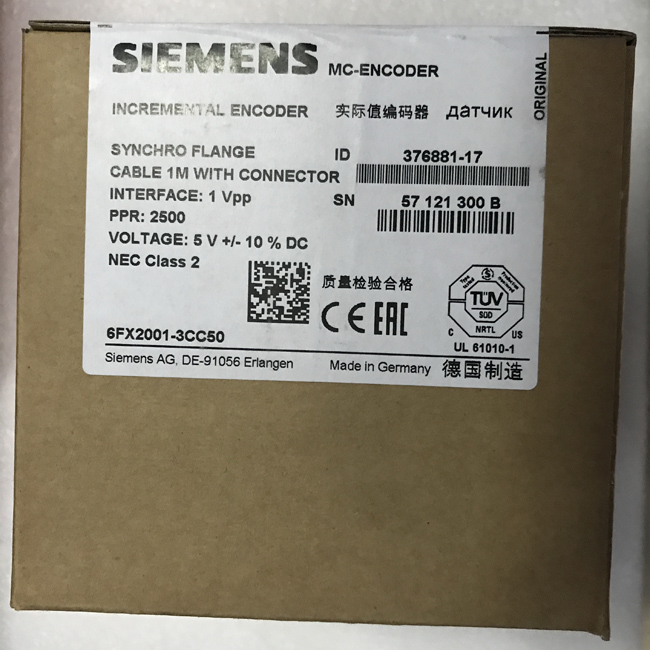 SIEMENS MC-ENCODER
ORIGINAL
INCREMENTAL ENCODER 实际值编码器 датчик
SYNCHRO FLANGE ID 376881-17
CABLE 1M WITH CONNECTOR
INTERFACE: 1 Vpp SN 57 121 300 B
PPR: 2500
VOLTAGE: 5 V +/- 10 % DC
NEC Class 2
质量检验合格
CE EAC
TÜV
SÜD
NRTL
C US
UL 61010-1
6FX2001-3CC50
Siemens AG, DE-91056 Erlangen Made in Germany 德国制造